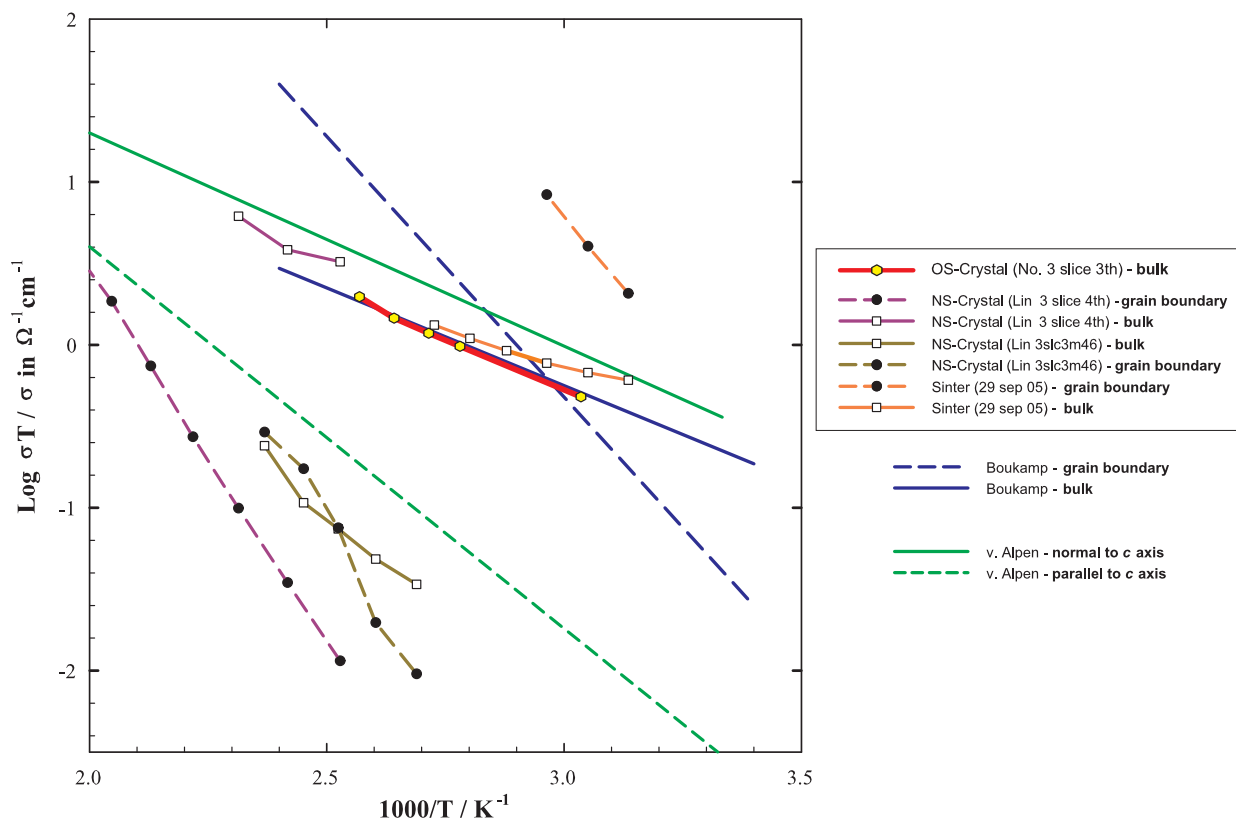 2
1
0
-1
-2
2.0
2.5
3.0
3.5
Log σT / σ in Ω⁻¹cm⁻¹
1000/T / K⁻¹
OS-Crystal (No. 3 slice 3th) - bulk
NS-Crystal (Lin 3 slice 4th) - grain boundary
NS-Crystal (Lin 3 slice 4th) - bulk
NS-Crystal (Lin 3slc3m46) - bulk
NS-Crystal (Lin 3slc3m46) - grain boundary
Sinter (29 sep 05) - grain boundary
Sinter (29 sep 05) - bulk
Boukamp - grain boundary
Boukamp - bulk
v. Alpen - normal to c axis
v. Alpen - parallel to c axis